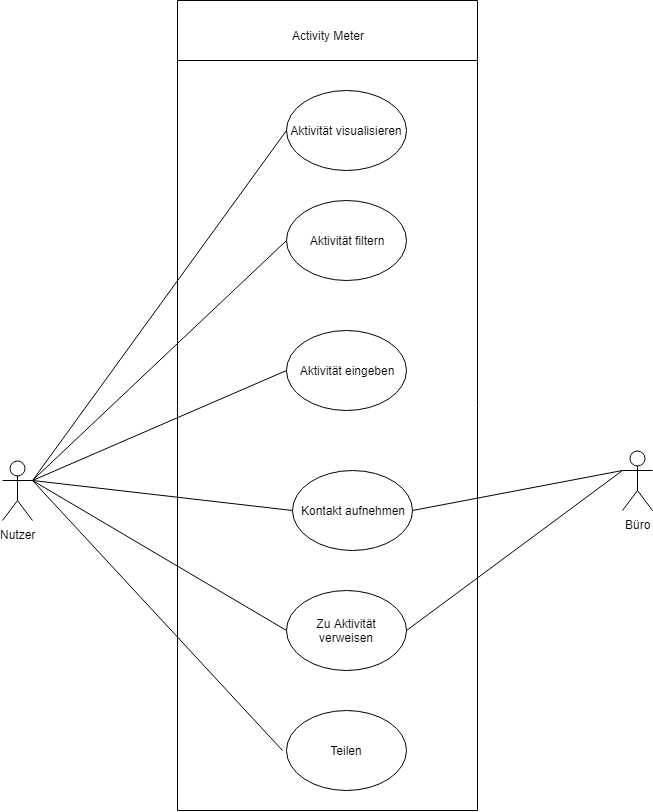 Activity Meter
Aktivität visualisieren
Aktivität filtern
Aktivität eingeben
Kontakt aufnehmen
Büro
Nutzer
Zu Aktivität
verweisen
Teilen